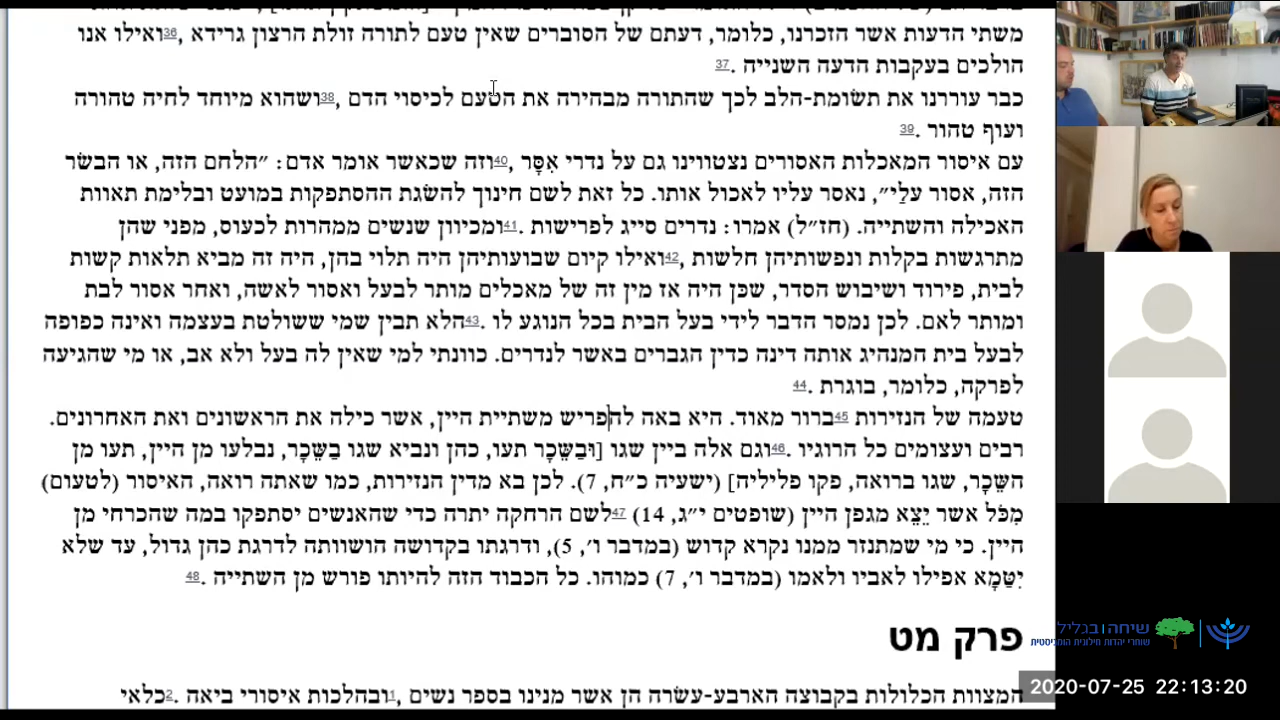 משתי הדעות אשר הזכרנו, כלומר, דעתם של הסוברים שאין טעם לתורה זולת הרצון גרידא ,36ואילו אנו
הולכים בעקבות הדעה השנייה .37
כבר עוררנו את תשׂומת-הלב לכך שהתורה מבהירה את הטעם לכיסוי הדם ,38ושהוא מיוחד לחיה טהורה
ועוף טהור .39
עם איסור המאכלות האסורים נצטווינו גם על נדרי אִסָּר ,40וזה שכאשר אומר אדם: ״הלחם הזה, או הבשׂר
הזה, אסור עלַי״, נאסר עליו לאכול אותו. כל זאת לשם חינוך להשׂגת ההסתפקות במועט ובלימת תאוות
האכילה והשתייה. (חז״ל) אמרו: נדרים סייג לפרישות .41ומכיוון שנשים ממהרות לכעוס, מפני שהן
מתרגשות בקלות ונפשותיהן חלשות ,42ואילו קיום שבועותיהן היה תלוי בהן, היה זה מביא תלאות קשות
לבית, פירוד ושיבוש הסדר, שכּן היה אז מין זה של מאכלים מותר לבעל ואסור לאשה, ואחר אסור לבת
ומותר לאם. לכן נמסר הדבר לידי בעל הבית בכל הנוגע לו .43הלא תבין שמי ששולטת בעצמה ואינה כפופה
לבעל בית המנהיג אותה דינה כדין הגברים באשר לנדרים. כוונתי למי שאין לה בעל ולא אב, או מי שהגיעה
לפרקה, כלומר, בוגרת .44
טעמה של הנזירות 45ברור מאוד. היא באה להפריש משתיית היין, אשר כילה את הראשונים ואת האחרונים.
רבים ועצומים כל הרוגיו .46וגם אלה ביין שגו [וּבַשֵּׁכָר תעו, כהן ונביא שגו בַשֵּׁכָר, נבלעו מן היין, תעו מן
השֵּׁכָר, שגו ברואה, פקו פליליה] (ישעיה כ״ח, 7). לכן בא מדין הנזירות, כמו שאתה רואה, האיסור (לטעום)
מִכֹּל אשר יֵצֵא מגפן היין (שופטים י״ג, 14) 47לשם הרחקה יתרה כדי שהאנשים יסתפקו במה שהכרחי מן
היין. כי מי שמתנזר ממנו נקרא קדוש (במדבר ו׳, 5), ודרגתו בקדושה הושוותה לדרגת כהן גדול, עד שלא
יִטַּמָא אפילו לאביו ולאמו (במדבר ו׳, 7) כמוהו. כל הכבוד הזה להיותו פורש מן השתייה .48
פרק מט
המצוות הכלולות בקבוצה הארבע-עשׂרה הן אשר מנינו בספר נשים ,1ובהלכות איסורי ביאה .2כלאי
שיחה | בגליל
שוחרי יהדות חילונית הומניסטית
2020-07-25 22:13:20